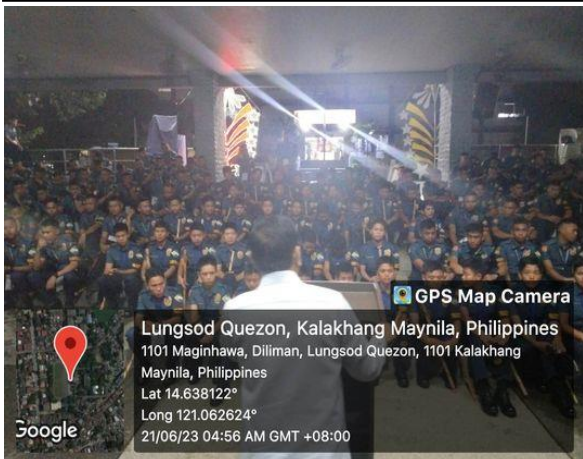 GPS Map Camera
Lungsod Quezon, Kalakhang Maynila, Philippines
1101 Maginhawa, Diliman, Lungsod Quezon, 1101 Kalakhang
Maynila, Philippines
Lat 14.638122°
Long 121.062624°
21/06/23 04:56 AM GMT +08:00
Google